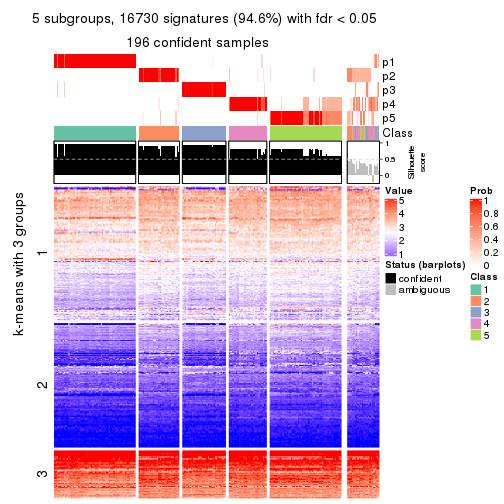 5 subgroups, 16730 signatures (94.6%) with fdr < 0.05
196 confident samples
p1
p2
p3
p4
p5
Class
1
0.5
0
Silhouette
score
k-means with 3 groups
1
2
3
Value
5
4
3
2
1
Prob
1
0.8
0.6
0.4
0.2
0
Status (barplots)
confident
ambiguous
Class
1
2
3
4
5